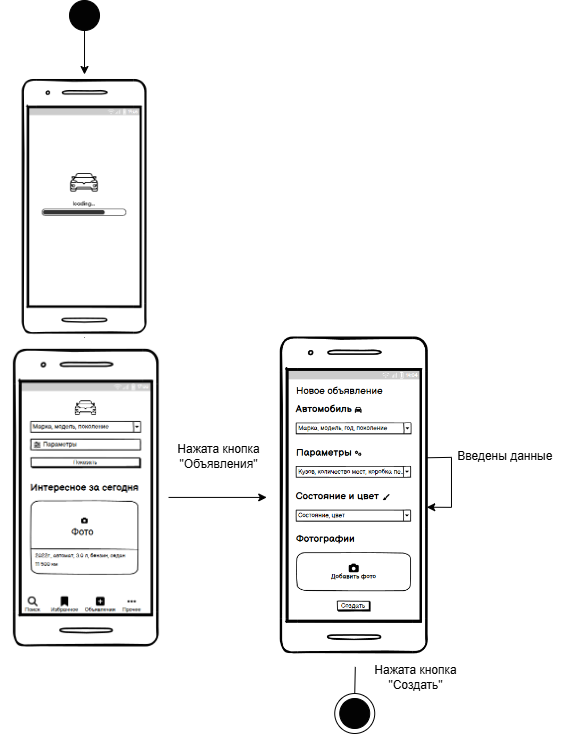 loading...
Марка, модель, поколение
Параметры
Показать
Интересное за сегодня
Фото
автомат, 3.0 л, бензин, седан
11 500 км
Поиск
Избранное
Объявления
Прочее
Нажата кнопка
"Объявления"
Новое объявление
Автомобиль
Марка, модель, год, поколение
Параметры
Кузов, количество мест, коробка, по..
Состояние и цвет
Состояние, цвет
Фотографии
Добавить фото
Создать
Введены данные
Нажата кнопка
"Создать"